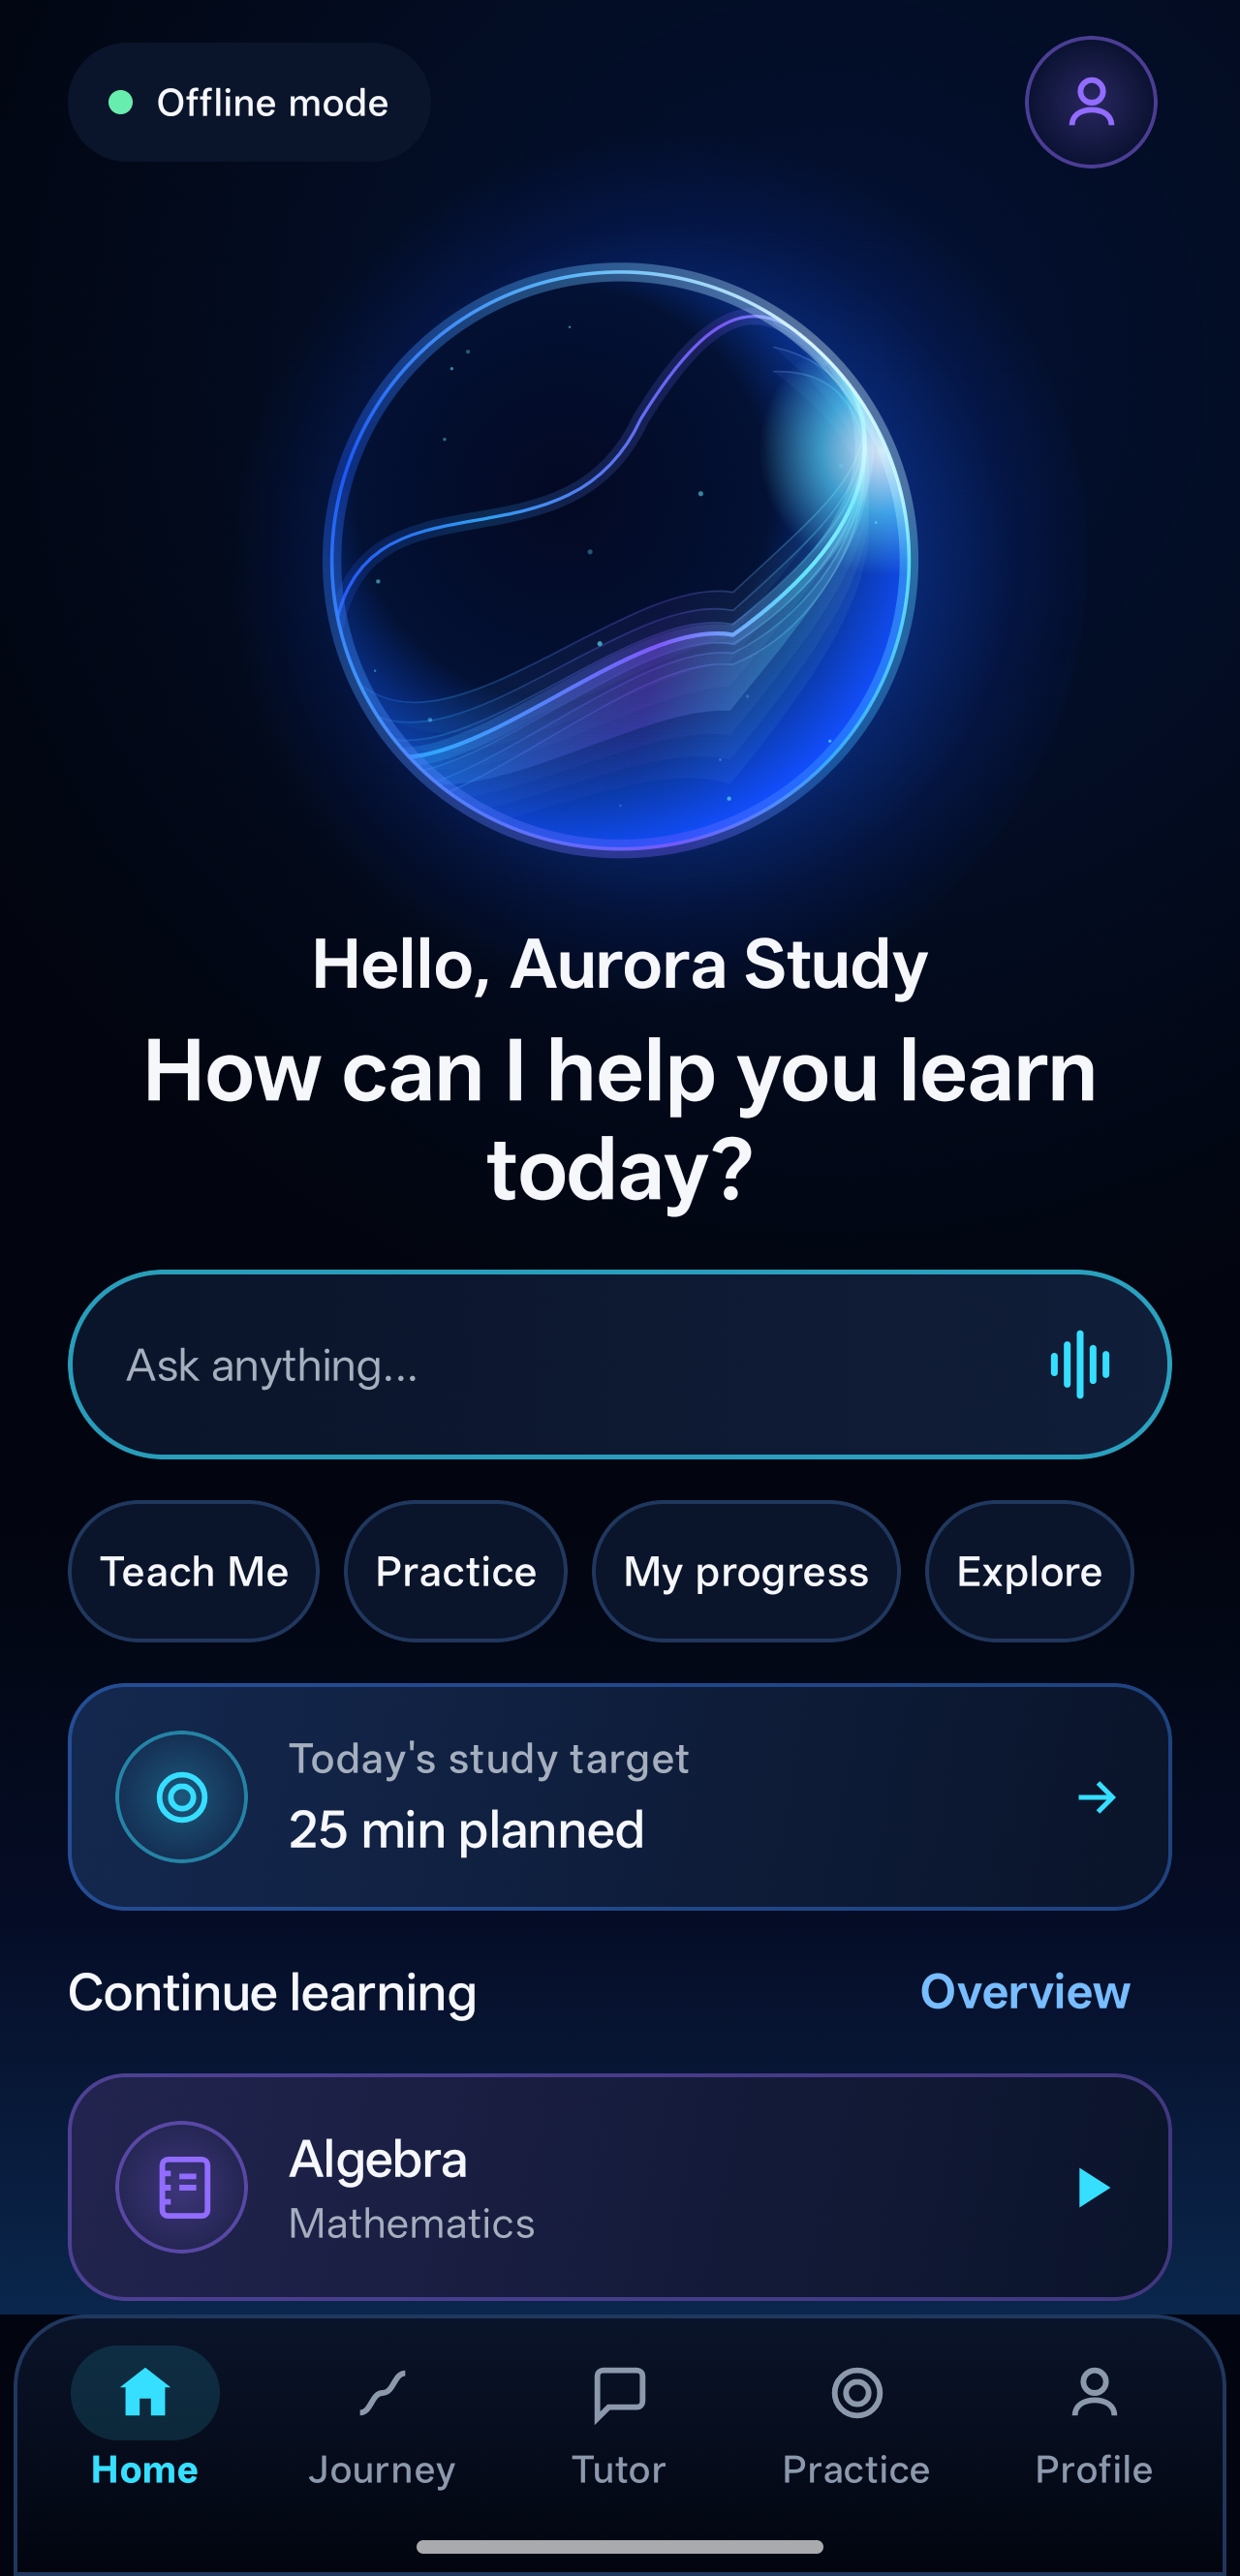 Offline mode
Hello, Aurora Study
How can I help you learn
today?
Ask anything...
Teach Me
Practice
My progress
Explore
Today's study target
25 min planned
Continue learning
Overview
Algebra
Mathematics
Home
Journey
Tutor
Practice
Profile